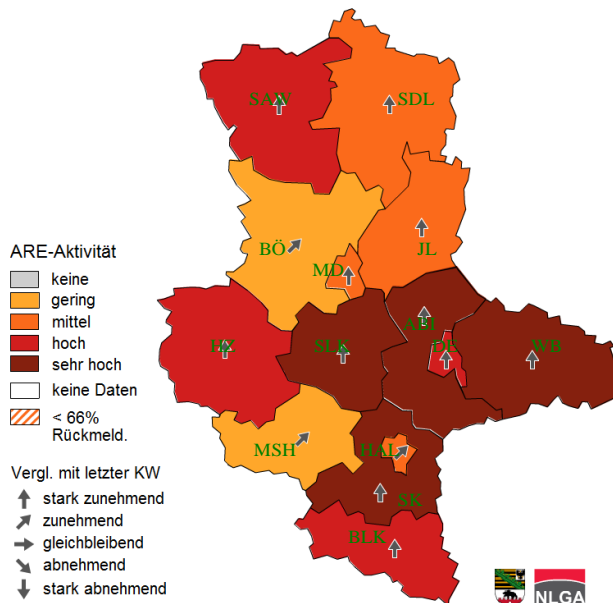 SAW
SDL
BÖ
MD
JL
ARE-Aktivität
keine
gering
mittel
hoch
sehr hoch
keine Daten
< 66%
Rückmeld.
HZ
SLK
ABI
DE
WB
MSH
HAL
SK
BLK
Vergl. mit letzter KW
stark zunehmend
zunehmend
gleichbleibend
abnehmend
stark abnehmend
NLGA